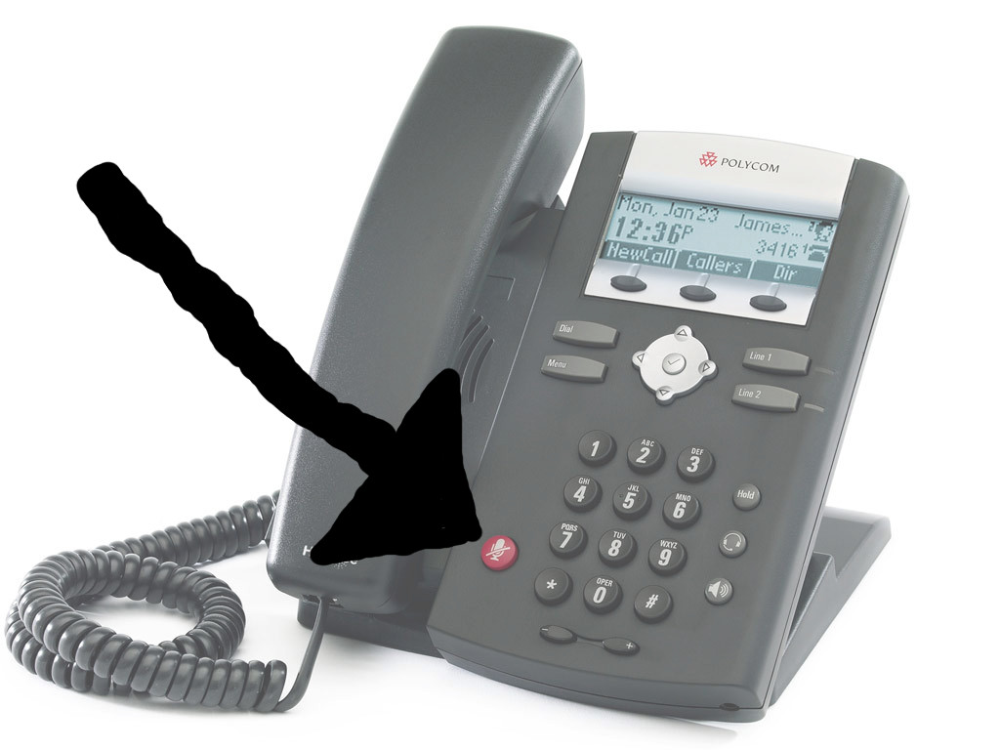 POLYCOM
Mon, Jan 23 James...
12:36P 3416
NewCall Callers Dir
Dial
Menu
Line 1
Line 2
1
ABC
2
DEF
3
GHI
4
JKL
5
MNO
6
Hold
PQRS
7
TUV
8
WXYZ
9
*
OPER
0
#
- +